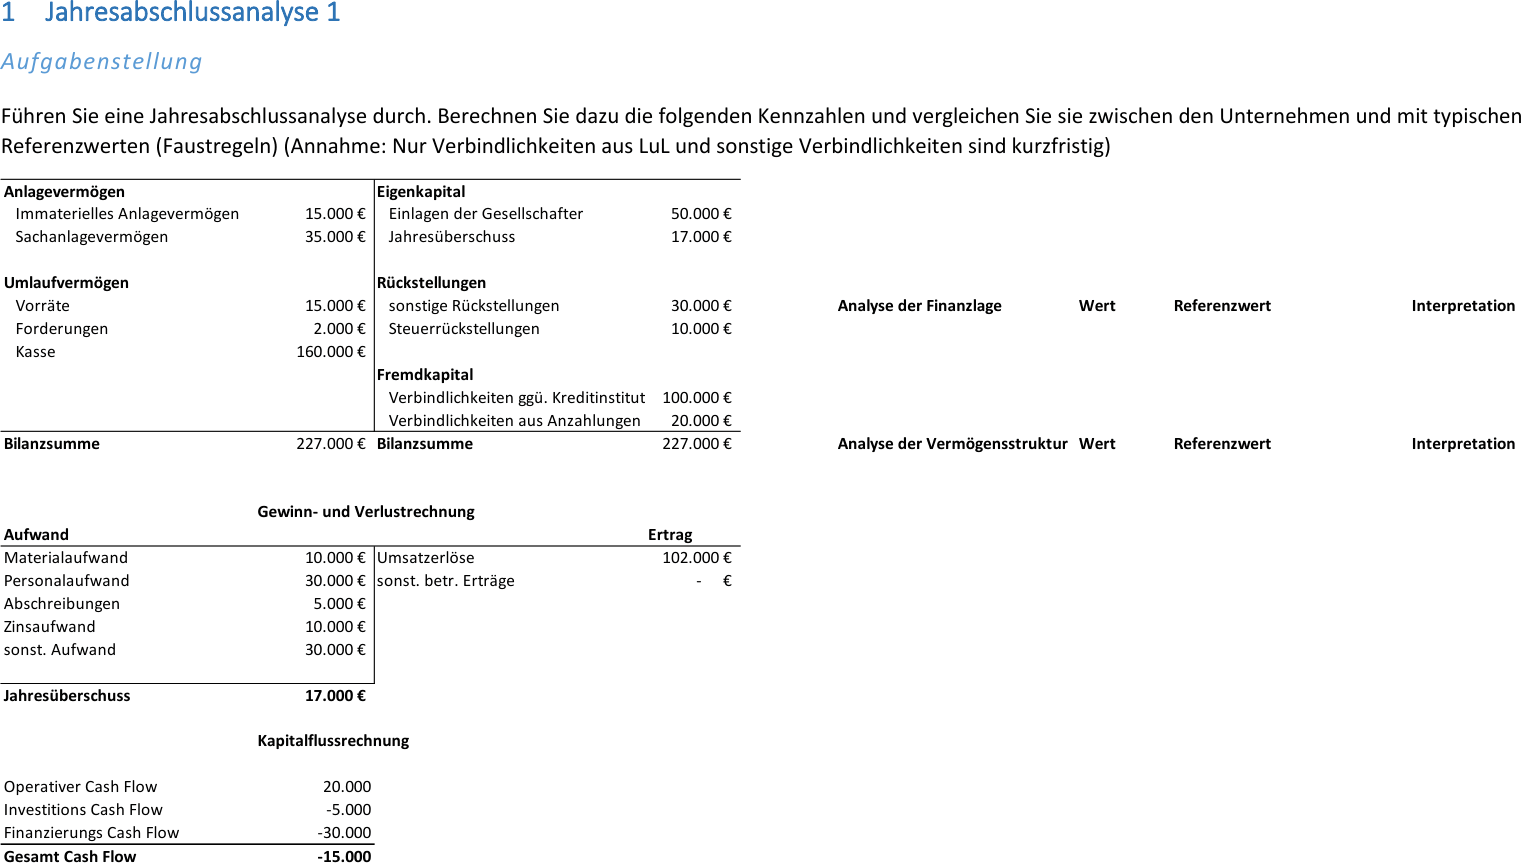 1 Jahresabschlussanalyse 1
Aufgabenstellung
Führen Sie eine Jahresabschlussanalyse durch. Berechnen Sie dazu die folgenden Kennzahlen und vergleichen Sie sie zwischen den Unternehmen und mit typischen
Referenzwerten (Faustregeln) (Annahme: Nur Verbindlichkeiten aus LuL und sonstige Verbindlichkeiten sind kurzfristig)
Anlagevermögen Eigenkapital
Immaterielles Anlagevermögen 15.000 € Einlagen der Gesellschafter 50.000 €
Sachanlagevermögen 35.000 € Jahresüberschuss 17.000 €
Umlaufvermögen Rückstellungen
Vorräte 15.000 € sonstige Rückstellungen 30.000 € Analyse der Finanzlage Wert Referenzwert Interpretation
Forderungen 2.000 € Steuerrückstellungen 10.000 €
Kasse 160.000 €
Fremdkapital
Verbindlichkeiten ggü. Kreditinstitut 100.000 €
Verbindlichkeiten aus Anzahlungen 20.000 €
Bilanzsumme 227.000 € Bilanzsumme 227.000 € Analyse der Vermögensstruktur Wert Referenzwert Interpretation
Gewinn- und Verlustrechnung
Aufwand Ertrag
Materialaufwand 10.000 € Umsatzerlöse 102.000 €
Personalaufwand 30.000 € sonst. betr. Erträge - €
Abschreibungen 5.000 €
Zinsaufwand 10.000 €
sonst. Aufwand 30.000 €
Jahresüberschuss 17.000 €
Kapitalflussrechnung
Operativer Cash Flow 20.000
Investitions Cash Flow -5.000
Finanzierungs Cash Flow -30.000
Gesamt Cash Flow -15.000